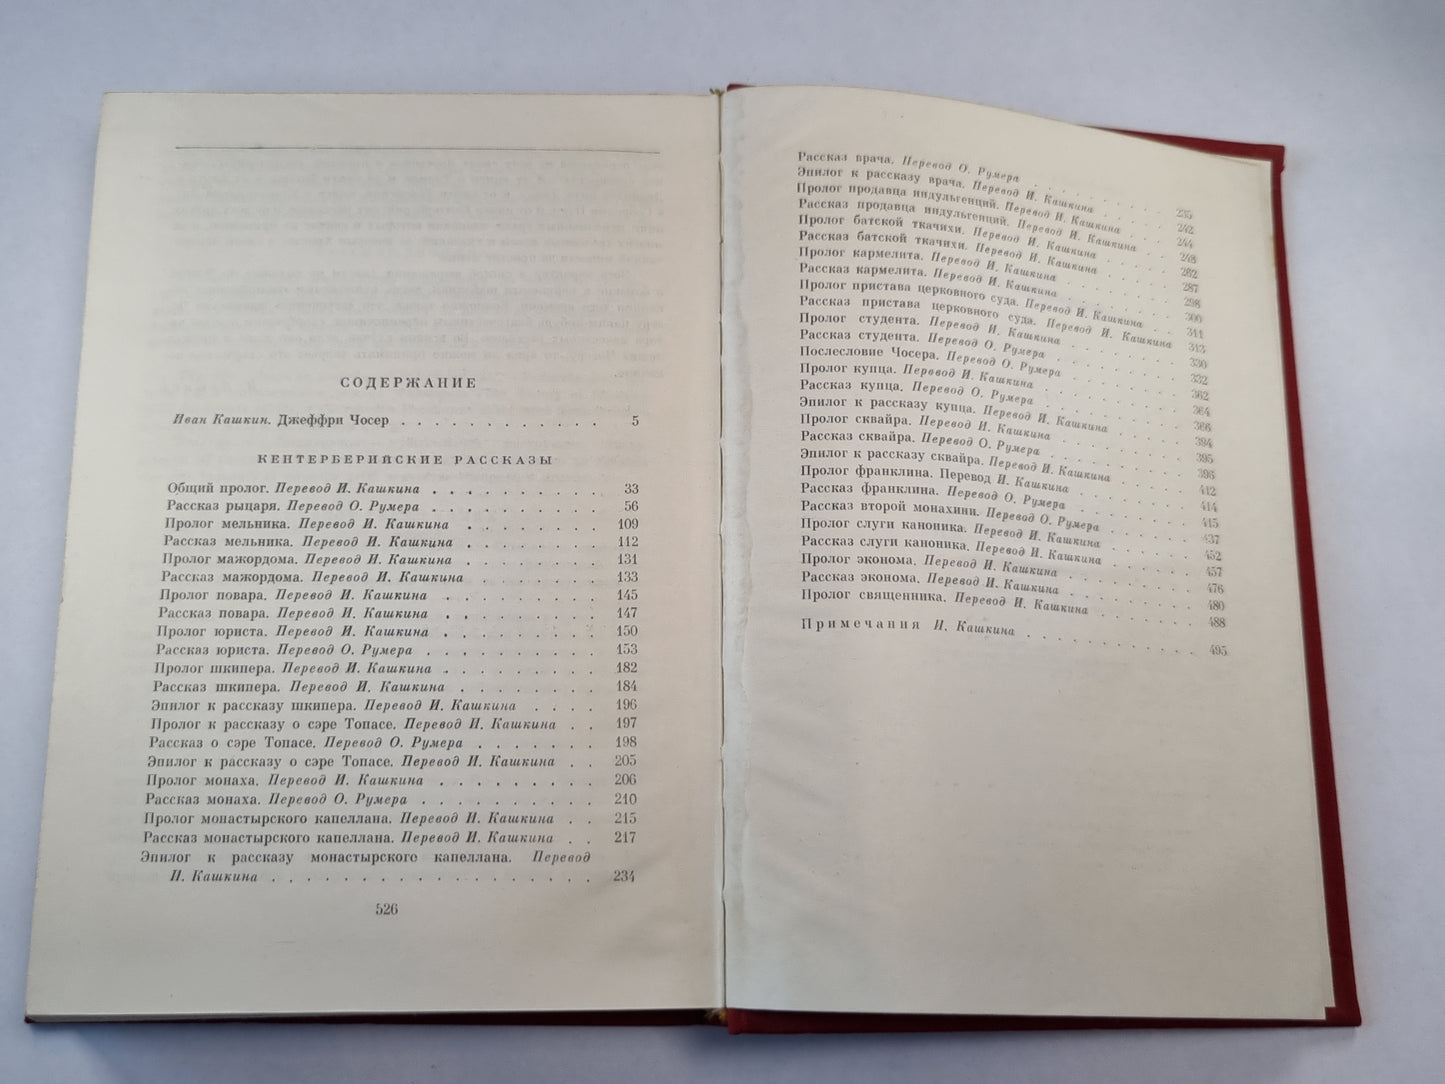 СОДЕРЖАНИЕ
Иван Кашкин. Джеффри Чосер . . . . . . . . . . . . 5
КЕНТЕРБЕРИЙСКИЕ РАССКАЗЫ
Общий пролог. Перевод И. Кашкина . . . . . . . . 33
Рассказ рыцаря. Перевод О. Румера . . . . . . . . 56
Пролог мельника. Перевод И. Кашкина . . . . . . 109
Рассказ мельника. Перевод И. Кашкина . . . . . . 112
Пролог мажордома. Перевод И. Кашкина . . . . . . 131
Рассказ мажордома. Перевод И. Кашкина . . . . . 133
Пролог повара. Перевод И. Кашкина . . . . . . . 145
Рассказ повара. Перевод И. Кашкина . . . . . . . 147
Пролог юриста. Перевод И. Кашкина . . . . . . . 150
Рассказ юриста. Перевод О. Румера . . . . . . . . 153
Пролог шкипера. Перевод И. Кашкина . . . . . . . 182
Рассказ шкипера. Перевод И. Кашкина . . . . . . 184
Эпилог к рассказу шкипера. Перевод И. Кашкина . . . . 196
Пролог к рассказу о сэре Топасе. Перевод И. Кашкина . . 197
Рассказ о сэре Топасе. Перевод О. Румера . . . . . . 198
Эпилог к рассказу о сэре Топасе. Перевод И. Кашкина . . 205
Пролог монаха. Перевод И. Кашкина . . . . . . . . 206
Рассказ монаха. Перевод О. Румера . . . . . . . . . 210
Пролог монастырского капеллана. Перевод И. Кашкина . . 215
Рассказ монастырского капеллана. Перевод И. Кашкина . . 217
Эпилог к рассказу монастырского капеллана. Перевод
И. Кашкина . . . . . . . . . . . . . . . . . . 234
526
Рассказ врача. Перевод О. Румера . . . . . . . . . 235
Эпилог к рассказу врача. Перевод И. Кашкина . . . . 242
Пролог продавца индульгенций. Перевод И. Кашкина . . . 244
Рассказ продавца индульгенций. Перевод И. Кашкина . . 248
Пролог батской ткачихи. Перевод И. Кашкина . . . . . 262
Рассказ батской ткачихи. Перевод И. Кашкина . . . . . 287
Пролог кармелита. Перевод И. Кашкина . . . . . . . 298
Рассказ кармелита. Перевод И. Кашкина . . . . . . . 300
Пролог пристава церковного суда. Перевод И. Кашкина . . 311
Рассказ пристава церковного суда. Перевод И. Кашкина 313
Пролог студента. Перевод И. Кашкина . . . . . . . 330
Рассказ студента. Перевод О. Румера . . . . . . . . 332
Послесловие Чосера. Перевод О. Румера . . . . . . . 362
Пролог купца. Перевод И. Кашкина . . . . . . . . 364
Рассказ купца. Перевод О. Румера . . . . . . . . . 366
Эпилог к рассказу купца. Перевод И. Кашкина . . . . . 394
Пролог сквайра. Перевод И. Кашкина . . . . . . . . 395
Рассказ сквайра. Перевод О. Румера . . . . . . . . 396
Эпилог к рассказу сквайра. Перевод И. Кашкина . . . . 412
Пролог франклина. Перевод И. Кашкина . . . . . . . 414
Рассказ франклина. Перевод О. Румера . . . . . . . 415
Рассказ второй монахини. Перевод О. Румера . . . . . 437
Пролог слуги каноника. Перевод И. Кашкина . . . . . 452
Рассказ слуги каноника. Перевод И. Кашкина . . . . . 457
Пролог эконома. Перевод И. Кашкина . . . . . . . . 476
Рассказ эконома. Перевод И. Кашкина . . . . . . . 480
Пролог священника. Перевод И. Кашкина . . . . . . 488
Примечания И. Кашкина . . . . . . . . . . 495